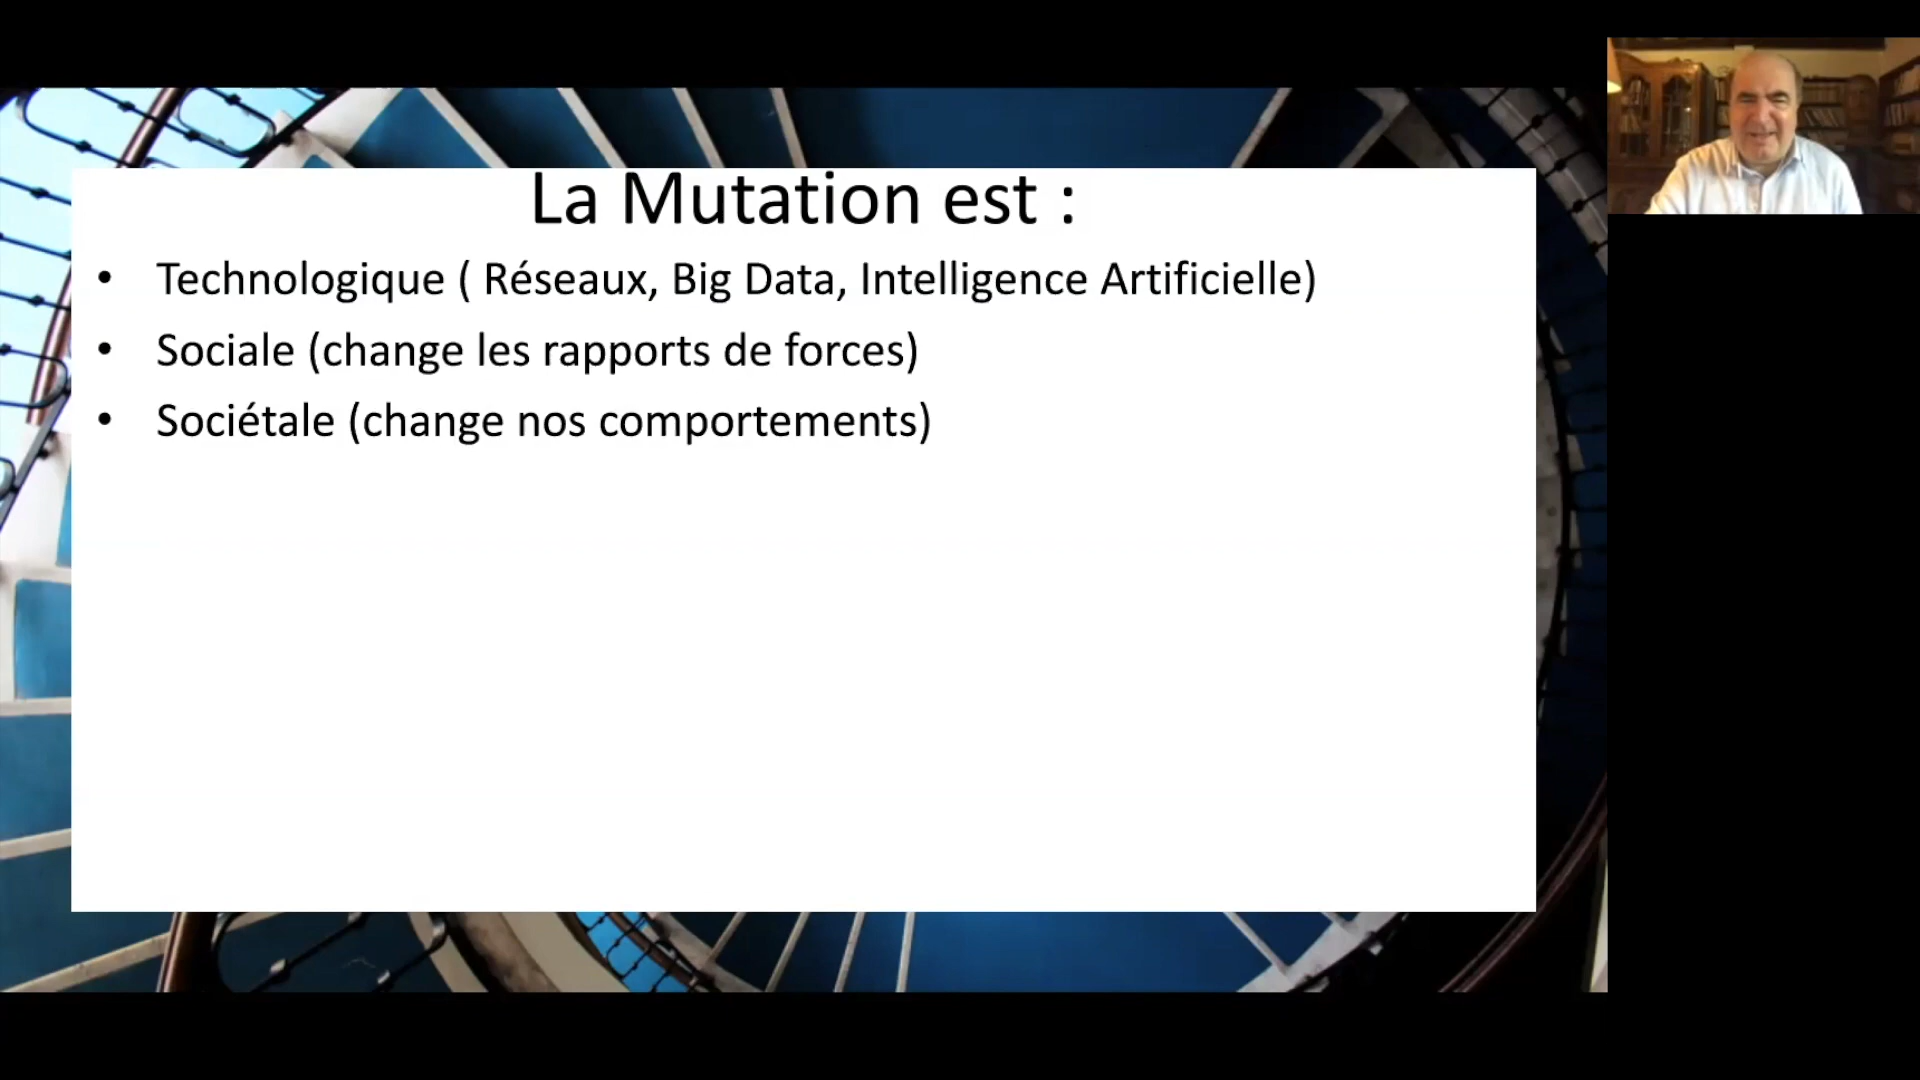 La Mutation est :
• Technologique ( Réseaux, Big Data, Intelligence Artificielle)
• Sociale (change les rapports de forces)
• Sociétale (change nos comportements)